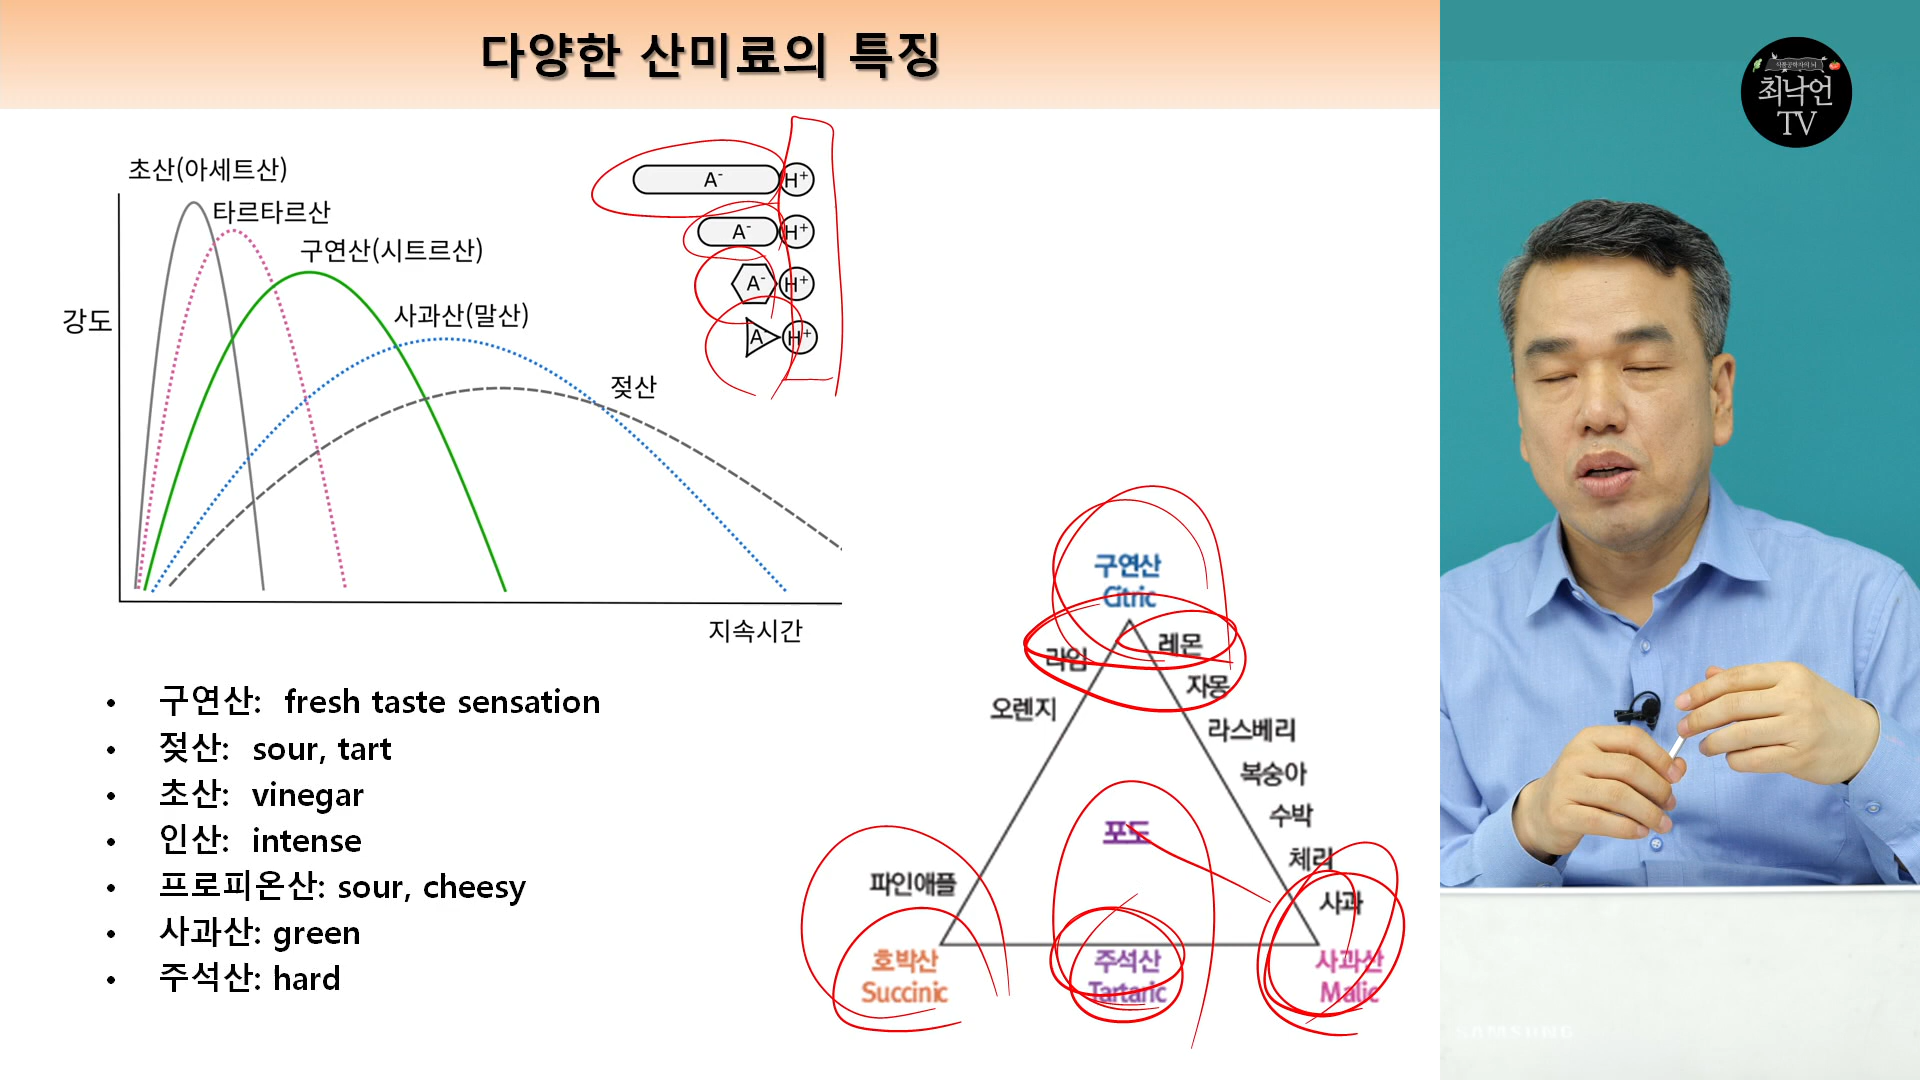 다양한 산미료의 특징
초산(아세트산)
타르타르산
구연산(시트르산)
사과산(말산)
젖산
강도
지속시간
A- H+
A- H+
A- H+
A- H+
• 구연산: fresh taste sensation
• 젖산: sour, tart
• 초산: vinegar
• 인산: intense
• 프로피온산: sour, cheesy
• 사과산: green
• 주석산: hard
구연산
Citric
라임
레몬
자몽
오렌지
라스베리
복숭아
수박
체리
사과
포도
파인애플
호박산
Succinic
주석산
Tartaric
사과산
Malic
최낙언
TV
SAMSUNG